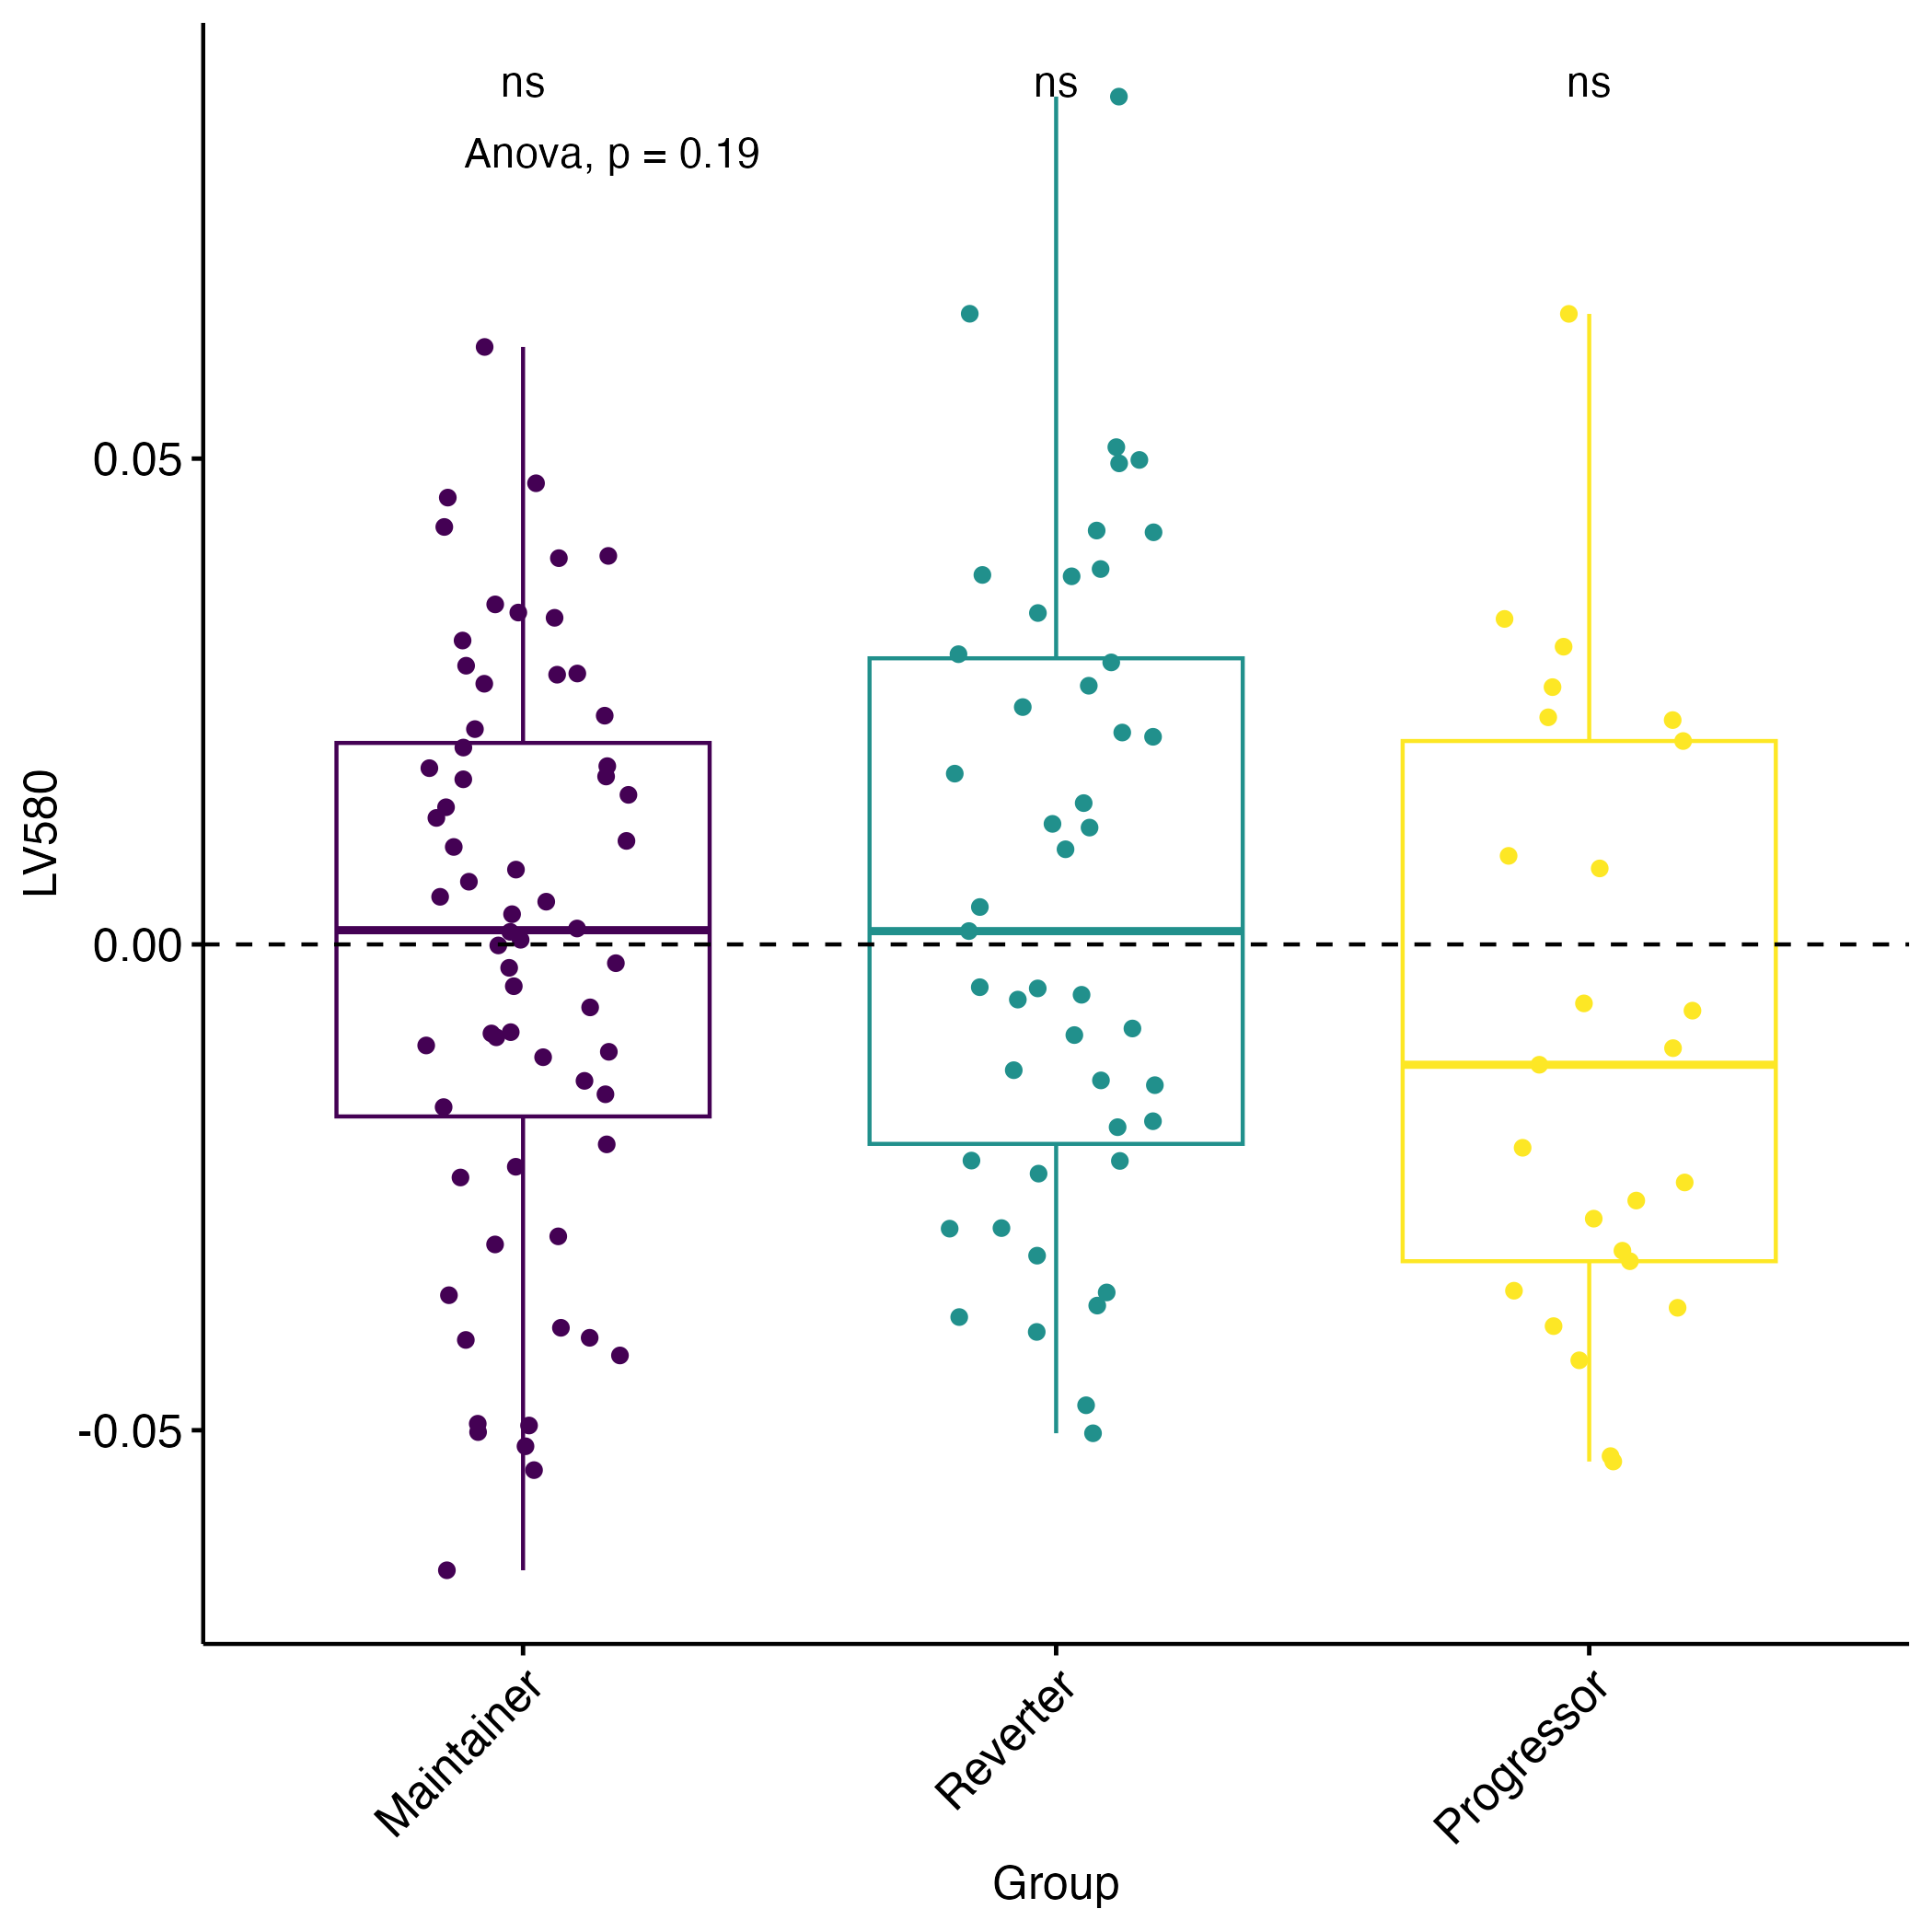 ns ns ns
Anova, p = 0.19
0.05
0.00
-0.05
LV580
Maintainer Reverter Progressor
Group